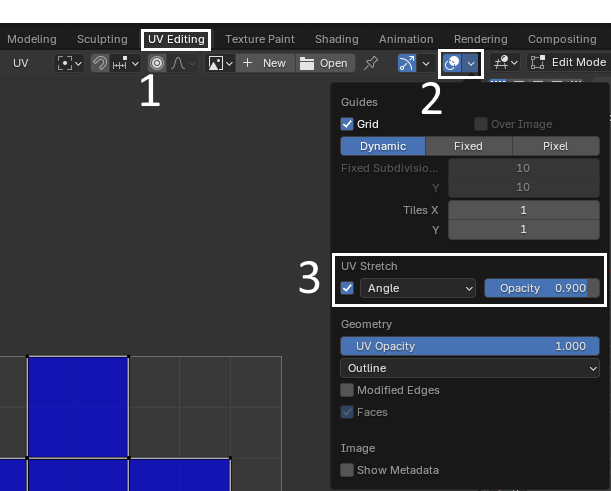 Modeling Sculpting UV Editing Texture Paint Shading Animation Rendering Compositing
UV New Open Edit Mode
1
2
Guides
Grid Over Image
Dynamic Fixed Pixel
Fixed Subdivisio... 10
Y 10
Tiles X 1
Y 1
3
UV Stretch
Angle Opacity 0.900
Geometry
UV Opacity 1.000
Outline
Modified Edges
Faces
Image
Show Metadata